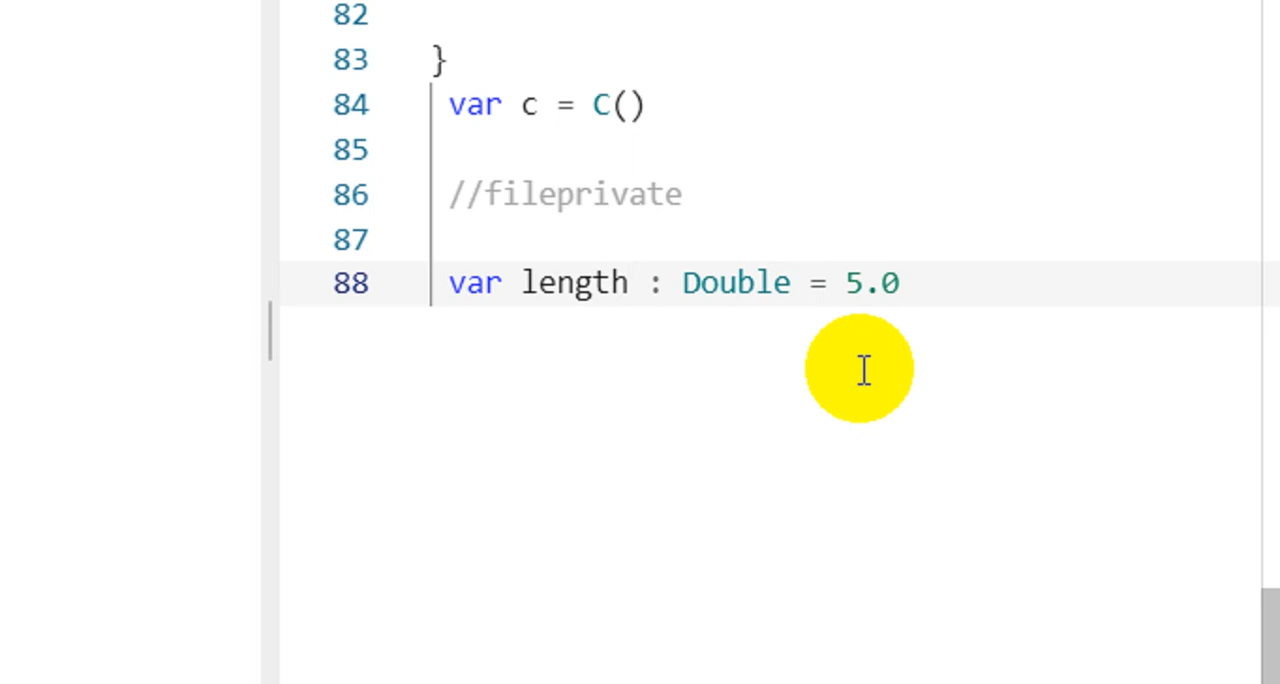 82
83 }
84 var c = C()
85
86 //fileprivate
87
88 var length : Double = 5.0